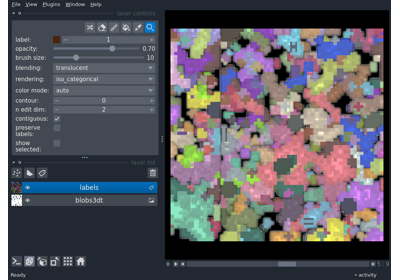 File View Plugins Window Help
layer controls
label: 1
opacity: 0.70
brush size: 10
blending: translucent
rendering: iso_categorical
color mode: auto
contour: 0
n edit dim: 2
contiguous:
preserve
labels:
show
selected:
layer list
labels
blobs3dt
Ready
activity